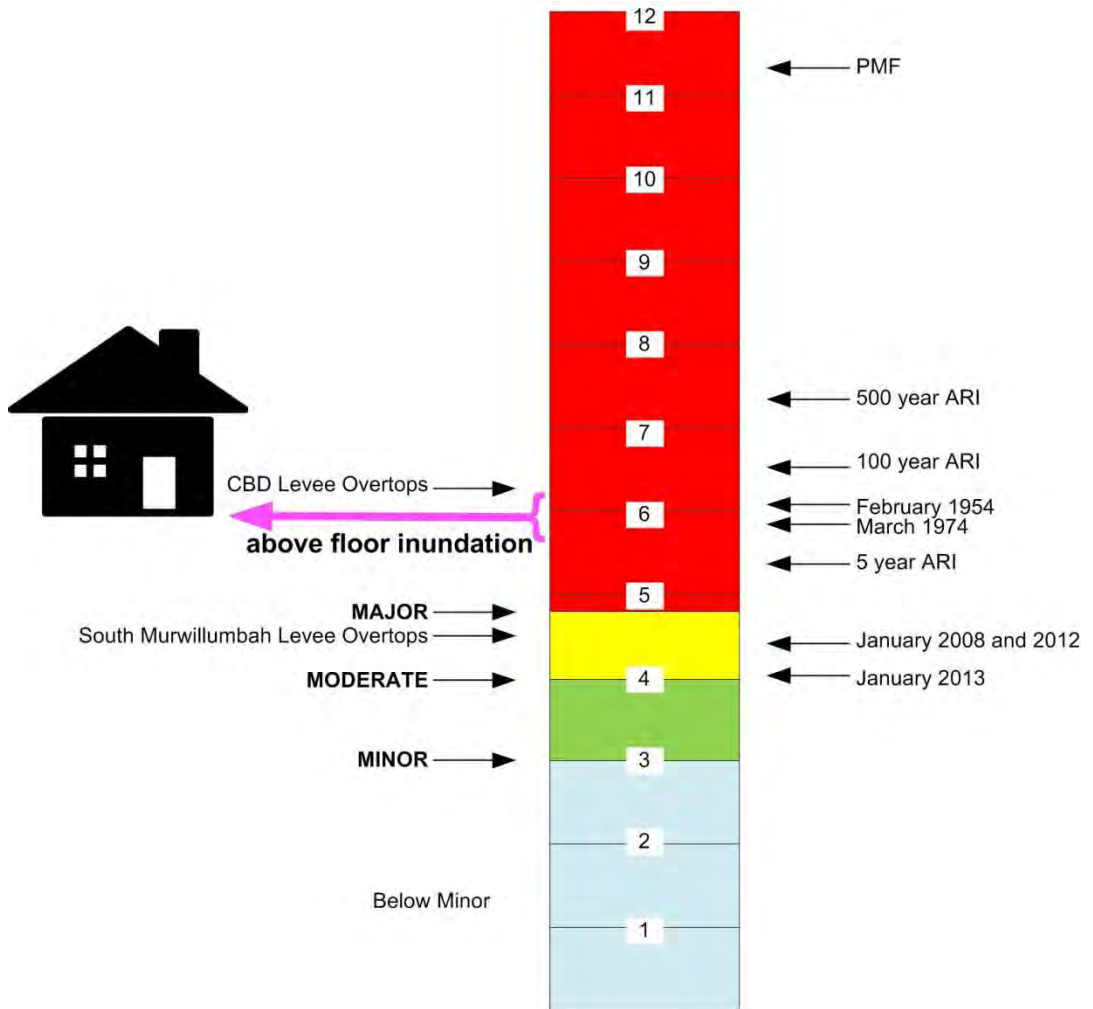 12
PMF
11
10
9
8
500 year ARI
7
100 year ARI
CBD Levee Overtops
February 1954
6
March 1974
above floor inundation
5 year ARI
5
MAJOR
South Murwillumbah Levee Overtops
January 2008 and 2012
MODERATE
4
January 2013
MINOR
3
2
Below Minor
1